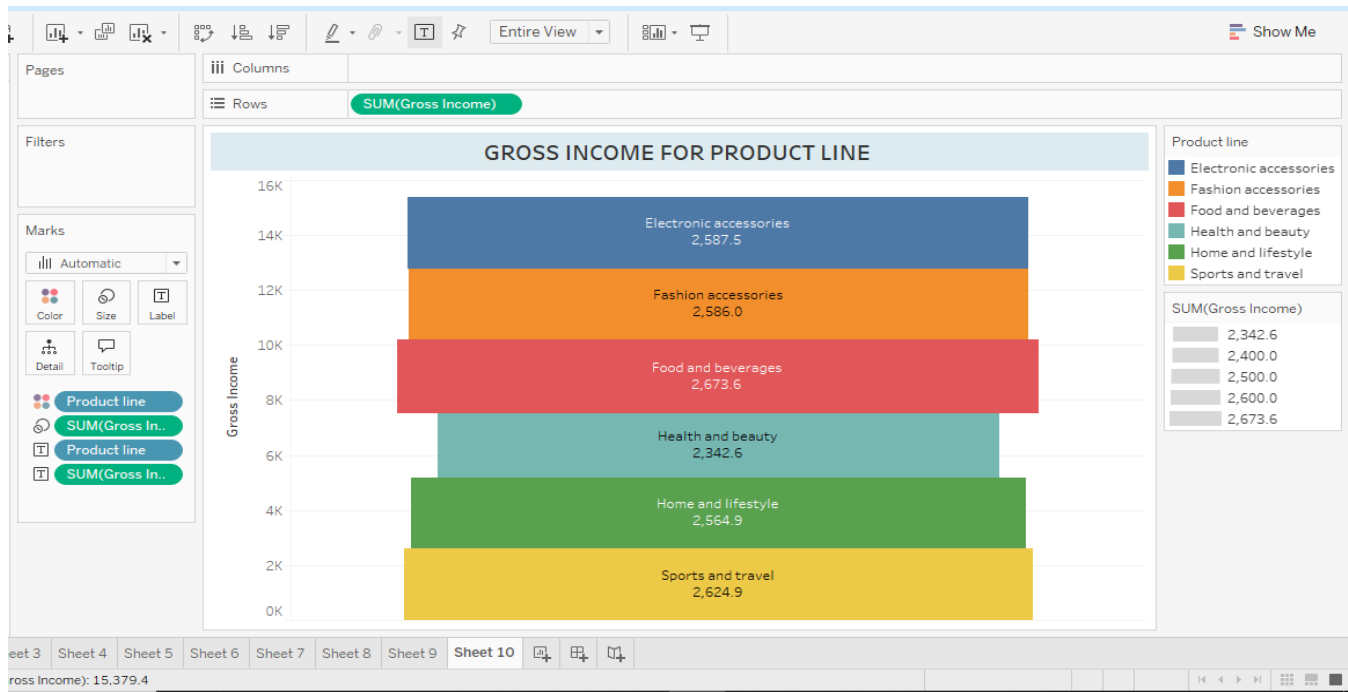 Entire View
Show Me
Pages
Columns
Rows
SUM(Gross Income)
Filters
Marks
Automatic
Color
Size
Label
Detail
Tooltip
Product line
SUM(Gross In..
Product line
SUM(Gross In..
GROSS INCOME FOR PRODUCT LINE
Gross Income
16K
14K
12K
10K
8K
6K
4K
2K
0K
Electronic accessories
2,587.5
Fashion accessories
2,586.0
Food and beverages
2,673.6
Health and beauty
2,342.6
Home and lifestyle
2,564.9
Sports and travel
2,624.9
Product line
Electronic accessories
Fashion accessories
Food and beverages
Health and beauty
Home and lifestyle
Sports and travel
SUM(Gross Income)
2,342.6
2,400.0
2,500.0
2,600.0
2,673.6
eet 3 Sheet 4 Sheet 5 Sheet 6 Sheet 7 Sheet 8 Sheet 9 Sheet 10
ross Income): 15,379.4